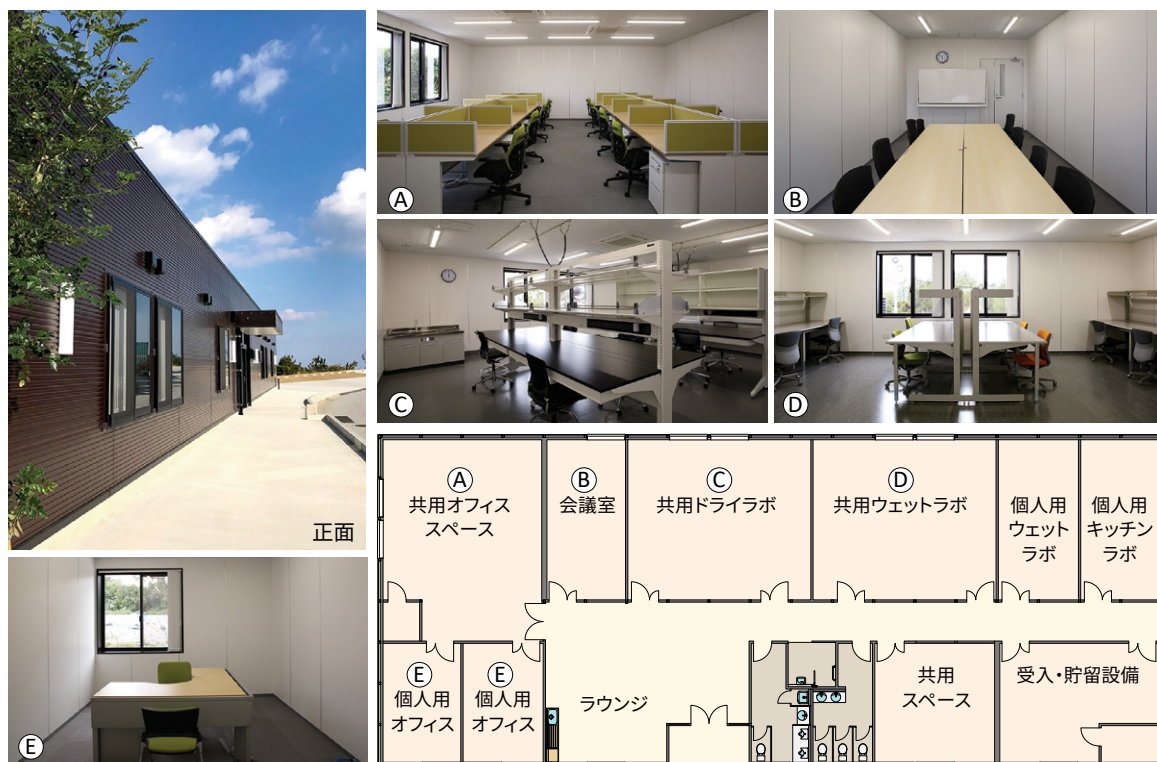 正面
A
B
C
D
E
A
共用オフィス
スペース
B
会議室
C
共用ドライラボ
D
共用ウェットラボ
個人用
ウェット
ラボ
個人用
キッチン
ラボ
E
個人用
オフィス
E
個人用
オフィス
ラウンジ
共用
スペース
受入・貯留設備